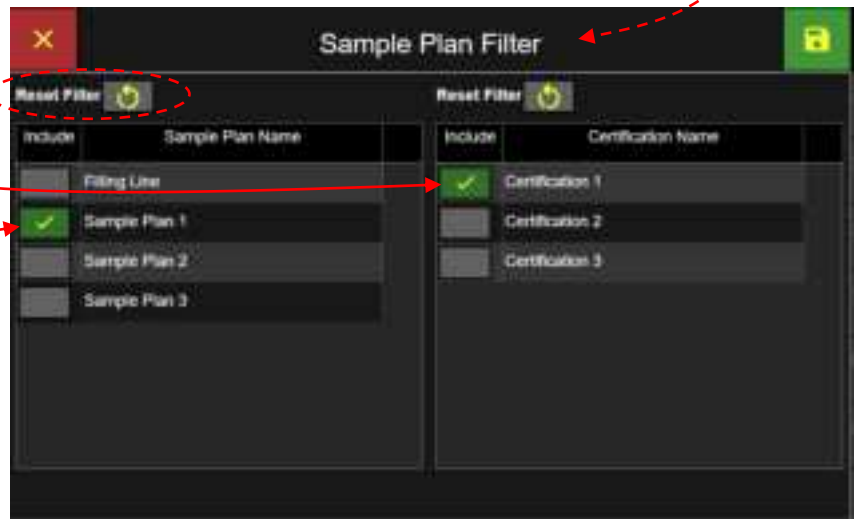 Sample Plan Filter
Reset Filter
Reset Filter
Include Sample Plan Name
Include Certification Name
Filling Line
Certification 1
Sample Plan 1
Certification 2
Sample Plan 2
Certification 3
Sample Plan 3